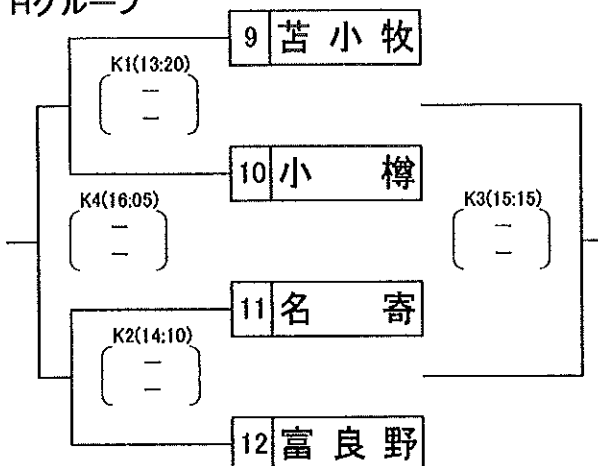 Hグループ
9 苫小牧
K1(13:20)
―
―
10 小樽
K4(16:05)
―
―
K3(15:15)
―
―
11 名寄
K2(14:10)
―
―
12 富良野